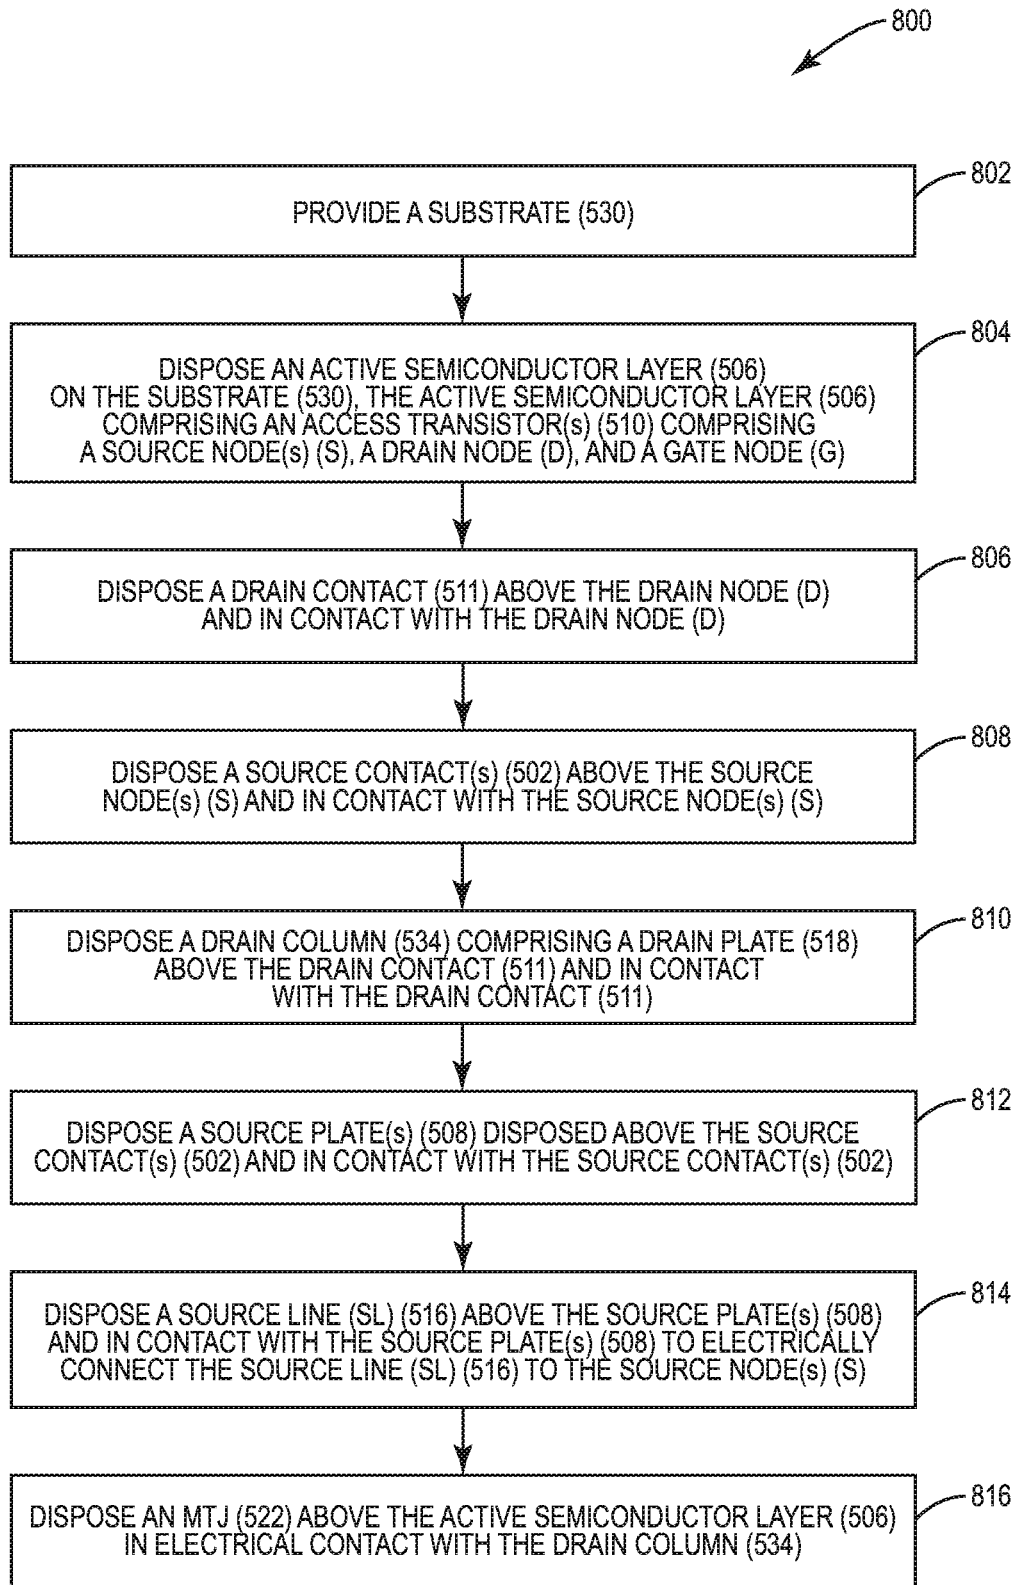 800
802
PROVIDE A SUBSTRATE (530)
804
DISPOSE AN ACTIVE SEMICONDUCTOR LAYER (506)
ON THE SUBSTRATE (530), THE ACTIVE SEMICONDUCTOR LAYER (506)
COMPRISING AN ACCESS TRANSISTOR(s) (510) COMPRISING
A SOURCE NODE(s) (S), A DRAIN NODE (D), AND A GATE NODE (G)
806
DISPOSE A DRAIN CONTACT (511) ABOVE THE DRAIN NODE (D)
AND IN CONTACT WITH THE DRAIN NODE (D)
808
DISPOSE A SOURCE CONTACT(s) (502) ABOVE THE SOURCE
NODE(s) (S) AND IN CONTACT WITH THE SOURCE NODE(s) (S)
810
DISPOSE A DRAIN COLUMN (534) COMPRISING A DRAIN PLATE (518)
ABOVE THE DRAIN CONTACT (511) AND IN CONTACT
WITH THE DRAIN CONTACT (511)
812
DISPOSE A SOURCE PLATE(s) (508) DISPOSED ABOVE THE SOURCE
CONTACT(s) (502) AND IN CONTACT WITH THE SOURCE CONTACT(s) (502)
814
DISPOSE A SOURCE LINE (SL) (516) ABOVE THE SOURCE PLATE(s) (508)
AND IN CONTACT WITH THE SOURCE PLATE(s) (508) TO ELECTRICALLY
CONNECT THE SOURCE LINE (SL) (516) TO THE SOURCE NODE(s) (S)
816
DISPOSE AN MTJ (522) ABOVE THE ACTIVE SEMICONDUCTOR LAYER (506)
IN ELECTRICAL CONTACT WITH THE DRAIN COLUMN (534)